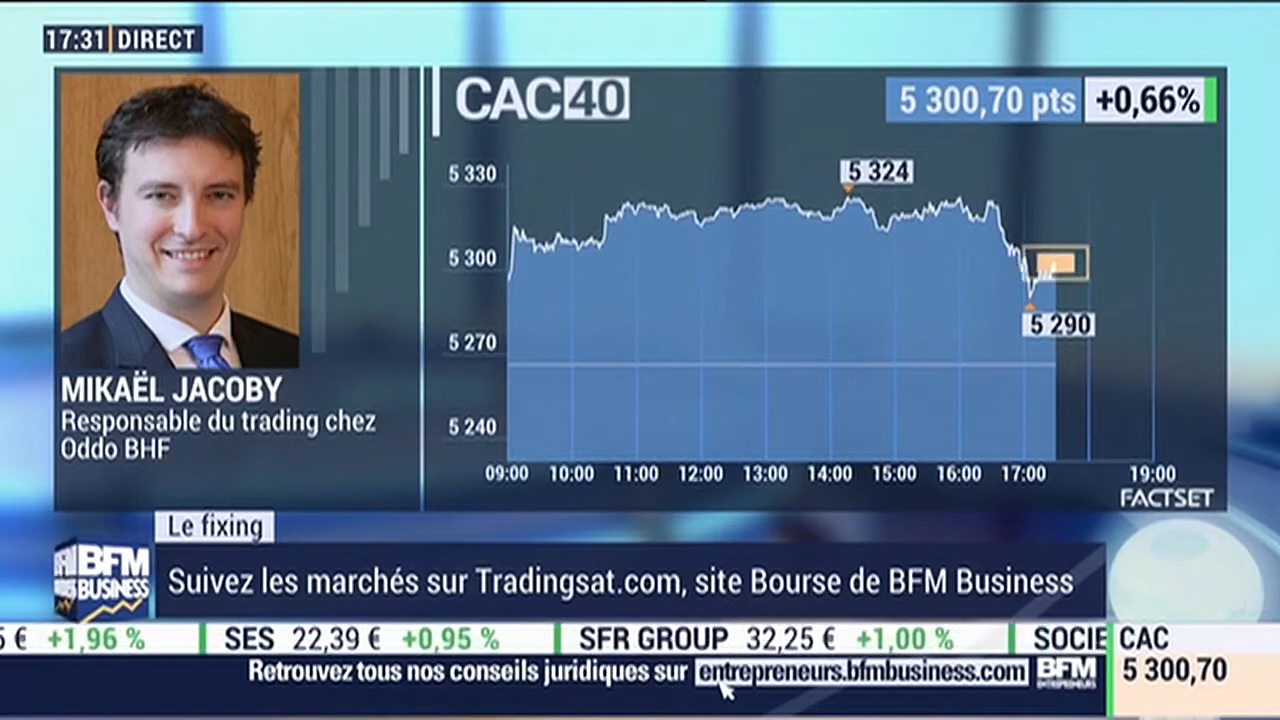 17:31 DIRECT
CAC40
5 300,70 pts
+0,66%
5 330
5 300
5 270
5 240
5 324
5 290
09:00 10:00 11:00 12:00 13:00 14:00 15:00 16:00 17:00 19:00
FACTSET
MIKAËL JACOBY
Responsable du trading chez
Oddo BHF
Le fixing
BFM
BUSINESS
Suivez les marchés sur Tradingsat.com, site Bourse de BFM Business
5 € +1,96 % SES 22,39 € +0,95 % SFR GROUP 32,25 € +1,00 % SOCIE
CAC
5 300,70
Retrouvez tous nos conseils juridiques sur entrepreneurs.bfmbusiness.com
BFM
ENTREPRENEURS